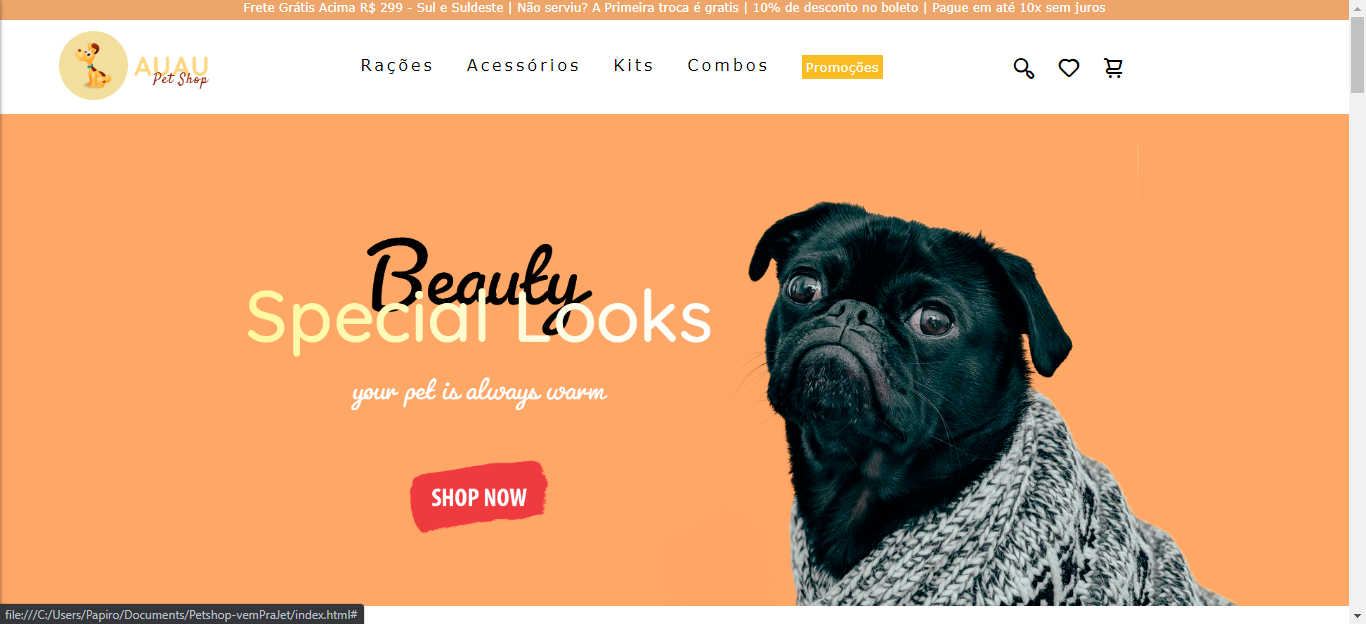 Frete Grátis Acima R$ 299 - Sul e Suldeste | Não serviu? A Primeira troca é gratis | 10% de desconto no boleto | Pague em até 10x sem juros
AUAU
Pet Shop
Rações Acessórios Kits Combos Promoções
Beauty
Special Looks
your pet is always warm
SHOP NOW
file:///C:/Users/Papiro/Documents/Petshop-vemPraJet/index.html#